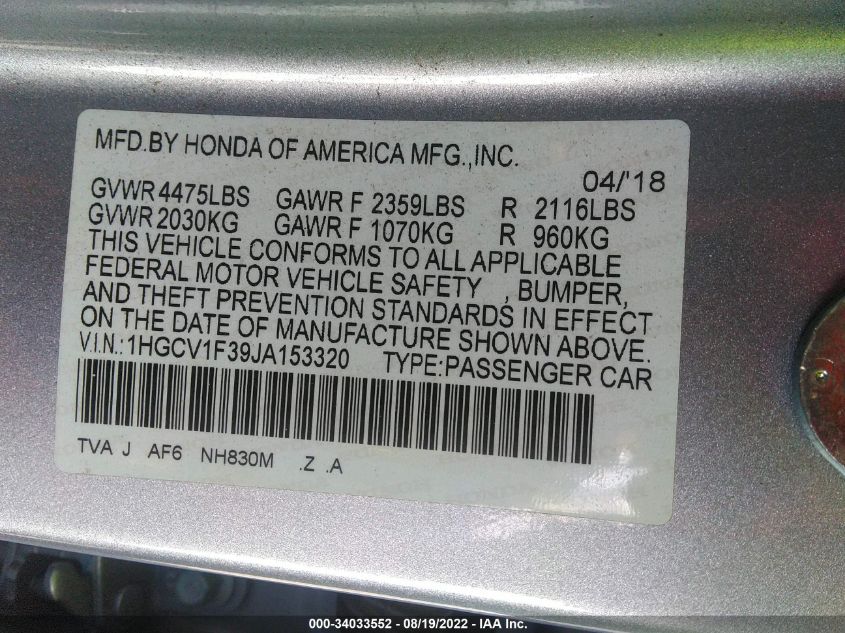 MFD.BY HONDA OF AMERICA MFG.,INC.
04/'18
GVWR 4475LBS GAWR F 2359LBS R 2116LBS
GVWR 2030KG GAWR F 1070KG R 960KG
THIS VEHICLE CONFORMS TO ALL APPLICABLE
FEDERAL MOTOR VEHICLE SAFETY , BUMPER,
AND THEFT PREVENTION STANDARDS IN EFFECT
ON THE DATE OF MANUFACTURE SHOWN ABOVE.
V.I.N.:1HGCV1F39JA153320 TYPE:PASSENGER CAR
TVA J AF6 NH830M .Z .A
000-34033552 / 08/19/2022 - IAA Inc.